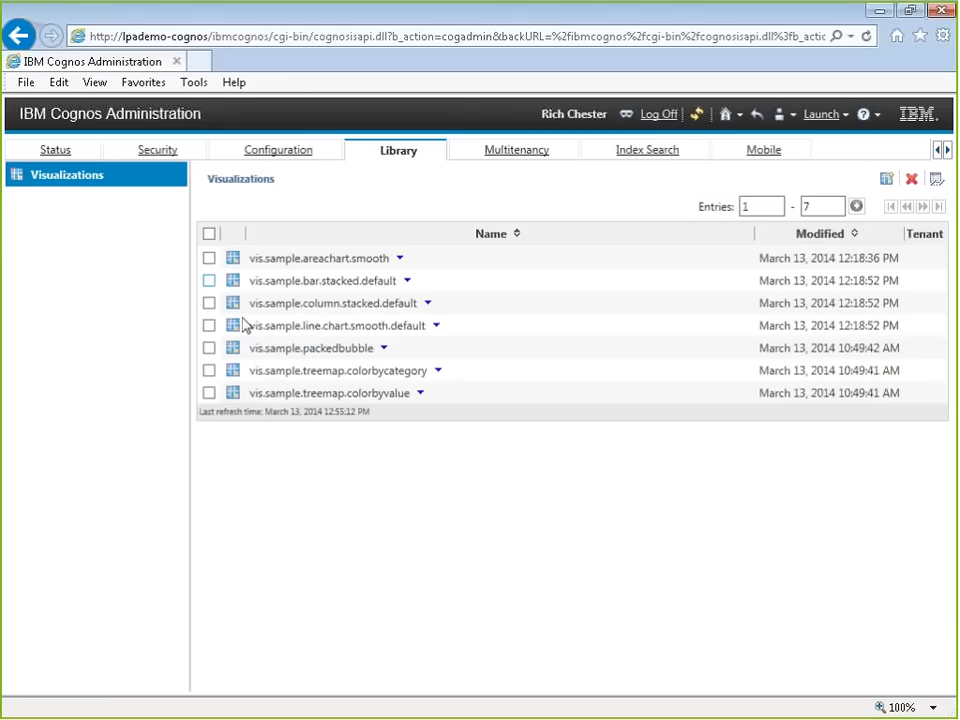 http://lpademo-cognos/ibmcognos/cgi-bin/cognosisapi.dll?b_action=cogadmin&backURL=%2fibmcognos%2fcgi-bin%2fcognosisapi.dll%3fb_actic
IBM Cognos Administration
File Edit View Favorites Tools Help
IBM Cognos Administration Rich Chester Log Off Launch IBM.
Status Security Configuration Library Multitenancy Index Search Mobile
Visualizations
Visualizations
Entries: 1 - 7
Name Modified Tenant
vis.sample.areachart.smooth March 13, 2014 12:18:36 PM
vis.sample.bar.stacked.default March 13, 2014 12:18:52 PM
vis.sample.column.stacked.default March 13, 2014 12:18:52 PM
vis.sample.line.chart.smooth.default March 13, 2014 12:18:52 PM
vis.sample.packedbubble March 13, 2014 10:49:42 AM
vis.sample.treemap.colorbycategory March 13, 2014 10:49:41 AM
vis.sample.treemap.colorbyvalue March 13, 2014 10:49:41 AM
Last refresh time: March 13, 2014 12:55:12 PM
100%